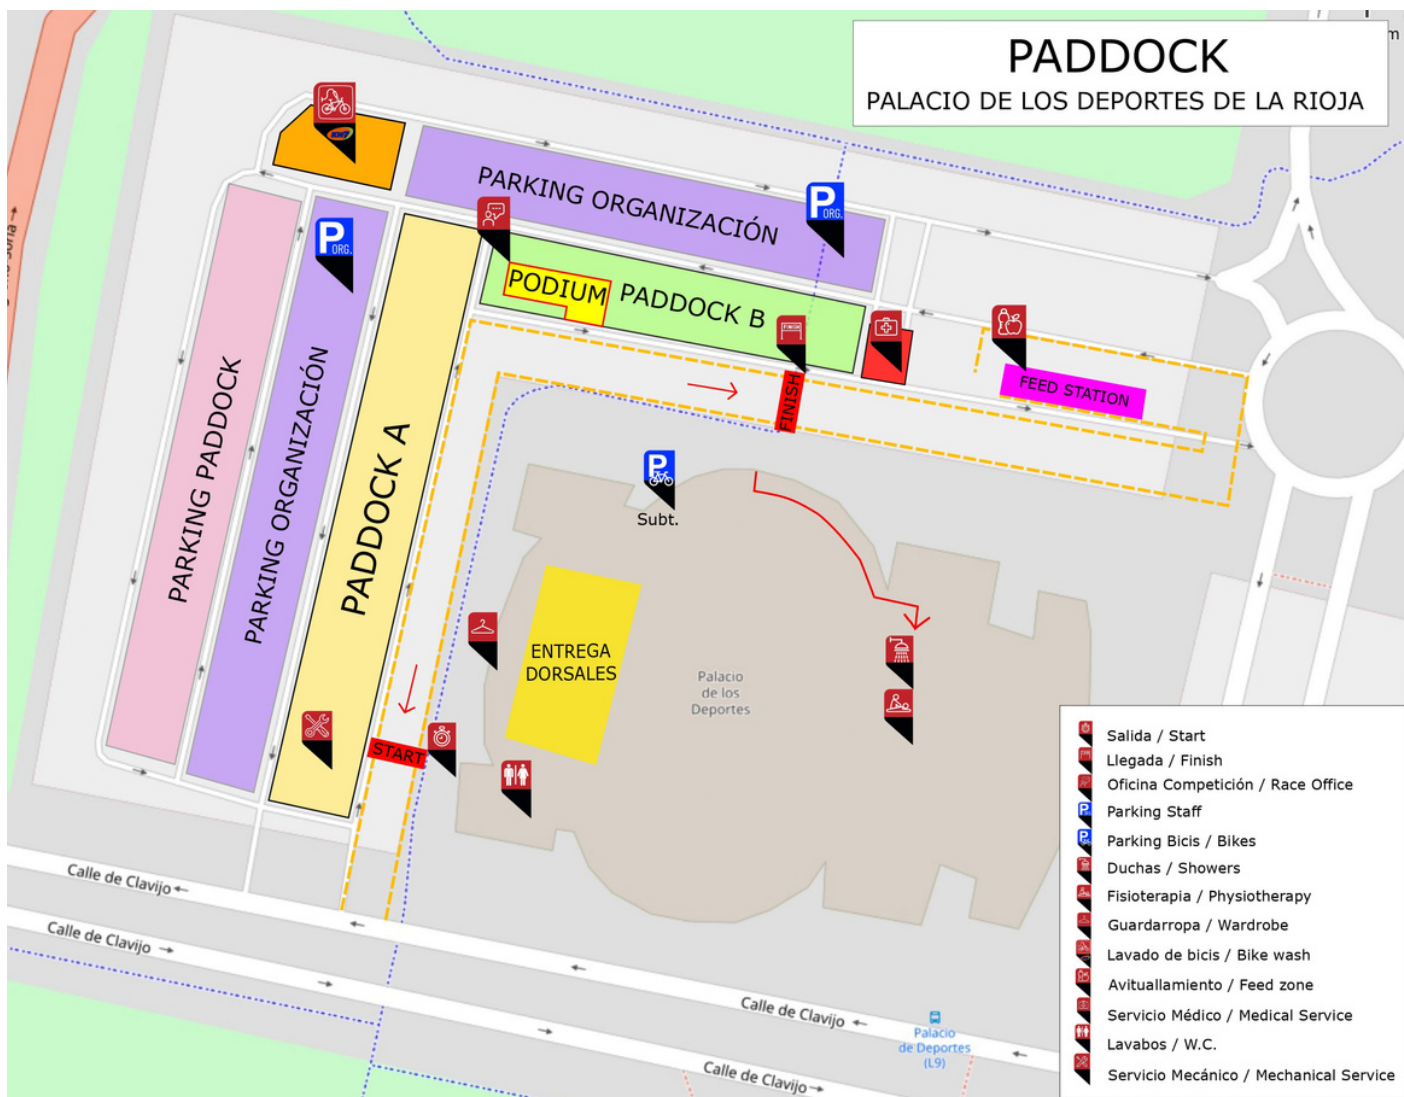 PADDOCK
PALACIO DE LOS DEPORTES DE LA RIOJA
m
P
ORG.
PARKING ORGANIZACIÓN
P
ORG.
PODIUM
PADDOCK B
FINISH
FINISH
FEED STATION
PARKING PADDOCK
PARKING ORGANIZACIÓN
PADDOCK A
P
Subt.
ENTREGA
DORSALES
Palacio
de los
Deportes
START
Calle de Clavijo
Calle de Clavijo
Calle de Clavijo
Calle de Clavijo
Palacio
de Deportes
(L9)
Salida / Start
Llegada / Finish
Oficina Competición / Race Office
P
Parking Staff
P
Parking Bicis / Bikes
Duchas / Showers
Fisioterapia / Physiotherapy
Guardarropa / Wardrobe
Lavado de bicis / Bike wash
Avituallamiento / Feed zone
Servicio Médico / Medical Service
Lavabos / W.C.
Servicio Mecánico / Mechanical Service